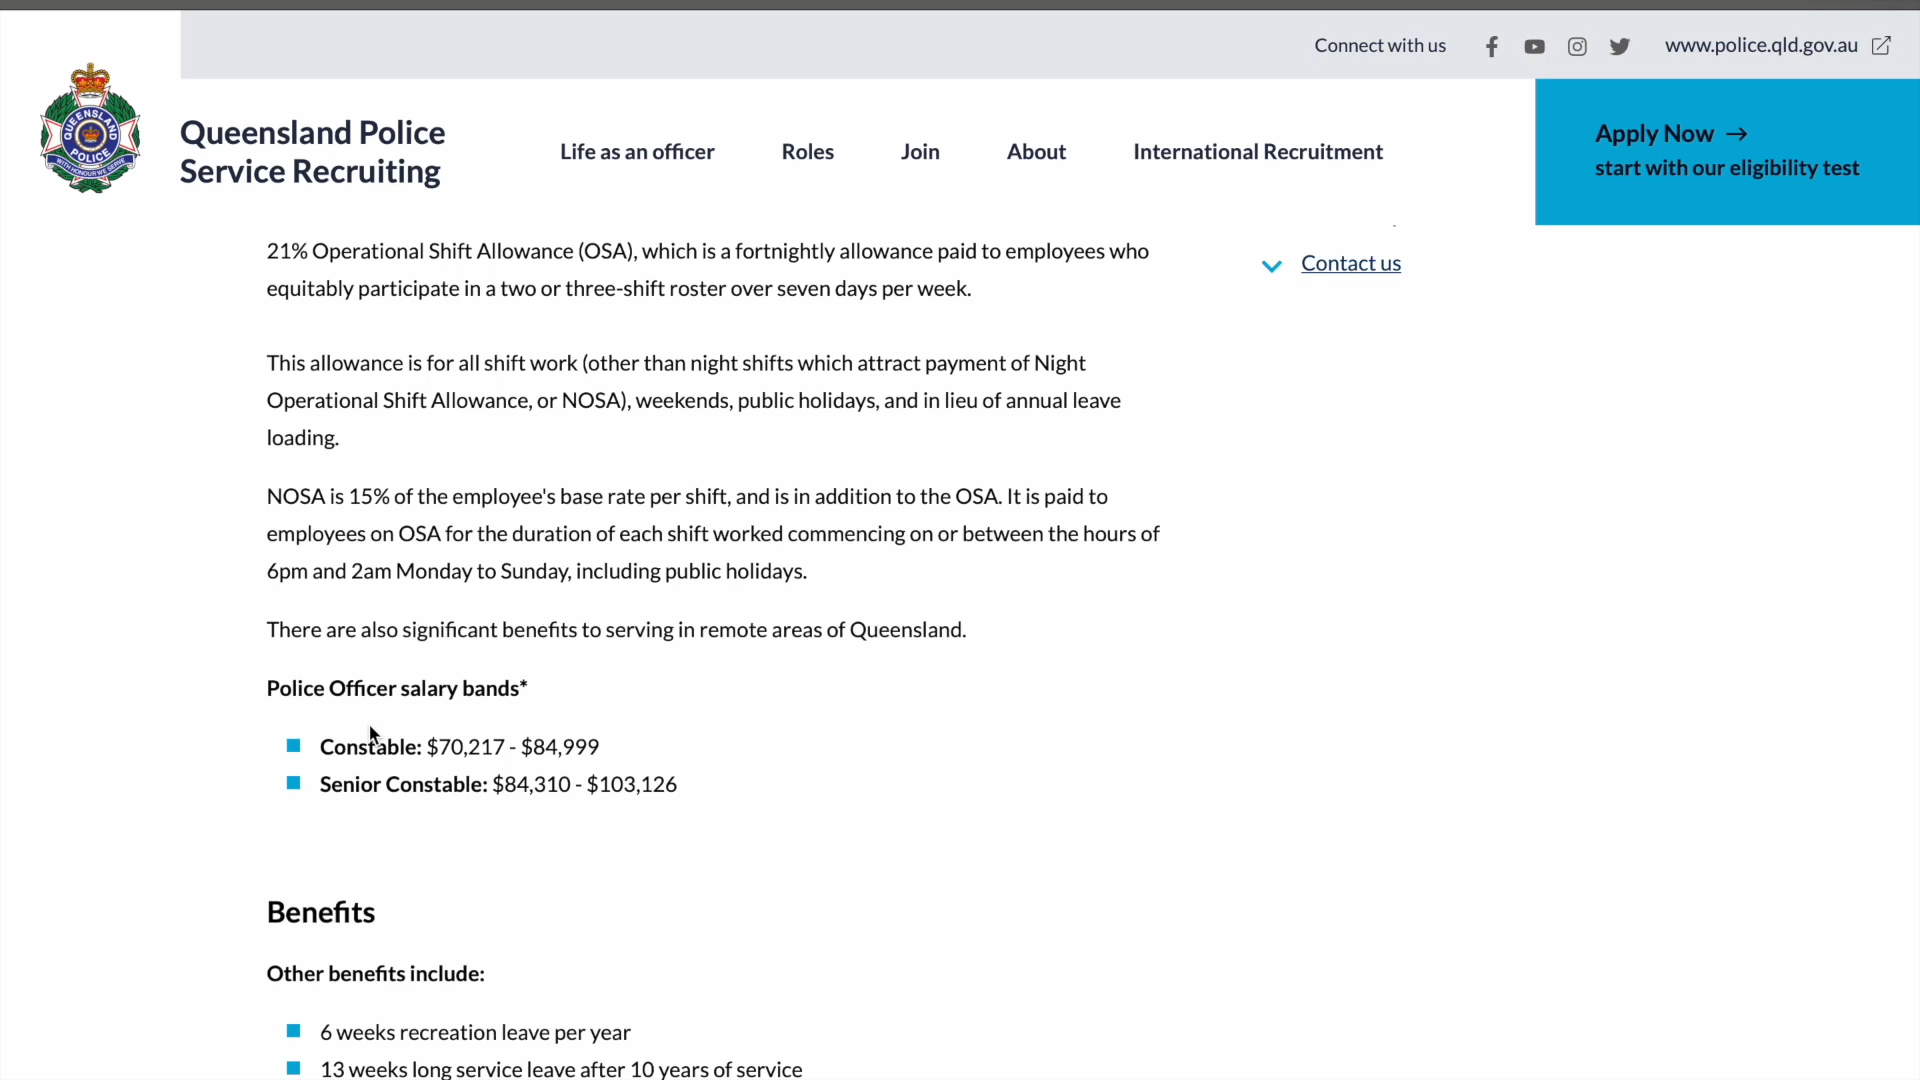 Connect with us
www.police.qld.gov.au
QUEENSLAND
POLICE
WITH HONOUR WE SERVE
Queensland Police
Service Recruiting
Life as an officer
Roles
Join
About
International Recruitment
Apply Now →
start with our eligibility test
21% Operational Shift Allowance (OSA), which is a fortnightly allowance paid to employees who
equitably participate in a two or three-shift roster over seven days per week.
Contact us
This allowance is for all shift work (other than night shifts which attract payment of Night
Operational Shift Allowance, or NOSA), weekends, public holidays, and in lieu of annual leave
loading.
NOSA is 15% of the employee's base rate per shift, and is in addition to the OSA. It is paid to
employees on OSA for the duration of each shift worked commencing on or between the hours of
6pm and 2am Monday to Sunday, including public holidays.
There are also significant benefits to serving in remote areas of Queensland.
Police Officer salary bands*
Constable: $70,217 - $84,999
Senior Constable: $84,310 - $103,126
Benefits
Other benefits include:
6 weeks recreation leave per year
13 weeks long service leave after 10 years of service